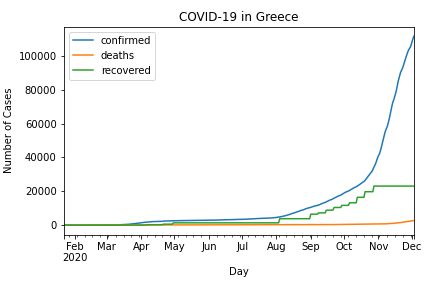 COVID-19 in Greece
confirmed
deaths
recovered
Number of Cases
100000
80000
60000
40000
20000
0
Feb Mar Apr May Jun Jul Aug Sep Oct Nov Dec
2020
Day